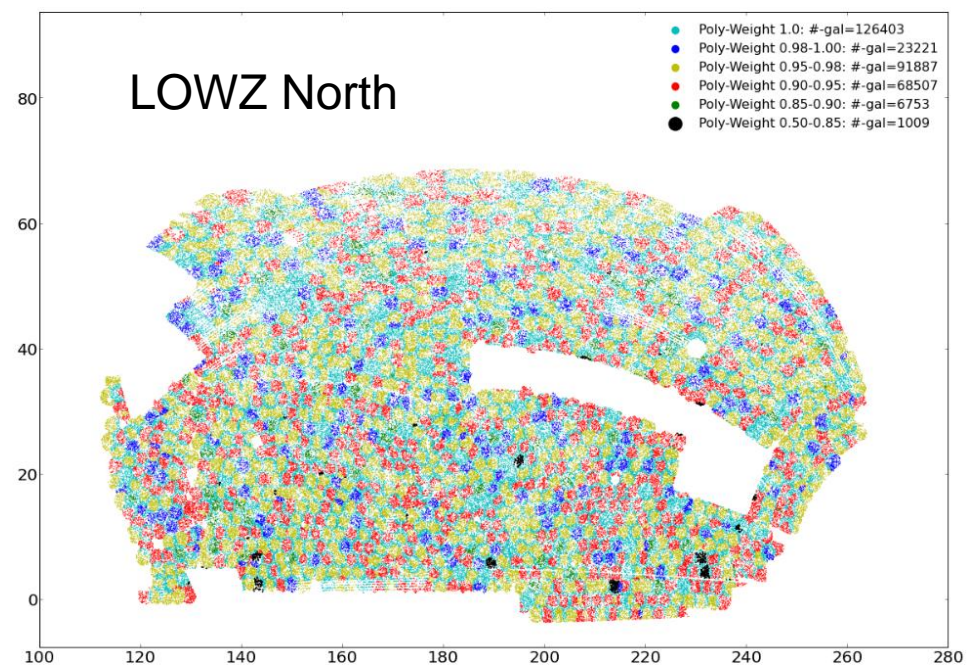 LOWZ North
Poly-Weight 1.0: #-gal=126403
Poly-Weight 0.98-1.00: #-gal=23221
Poly-Weight 0.95-0.98: #-gal=91887
Poly-Weight 0.90-0.95: #-gal=68507
Poly-Weight 0.85-0.90: #-gal=6753
Poly-Weight 0.50-0.85: #-gal=1009
80
60
40
20
0
100 120 140 160 180 200 220 240 260 280